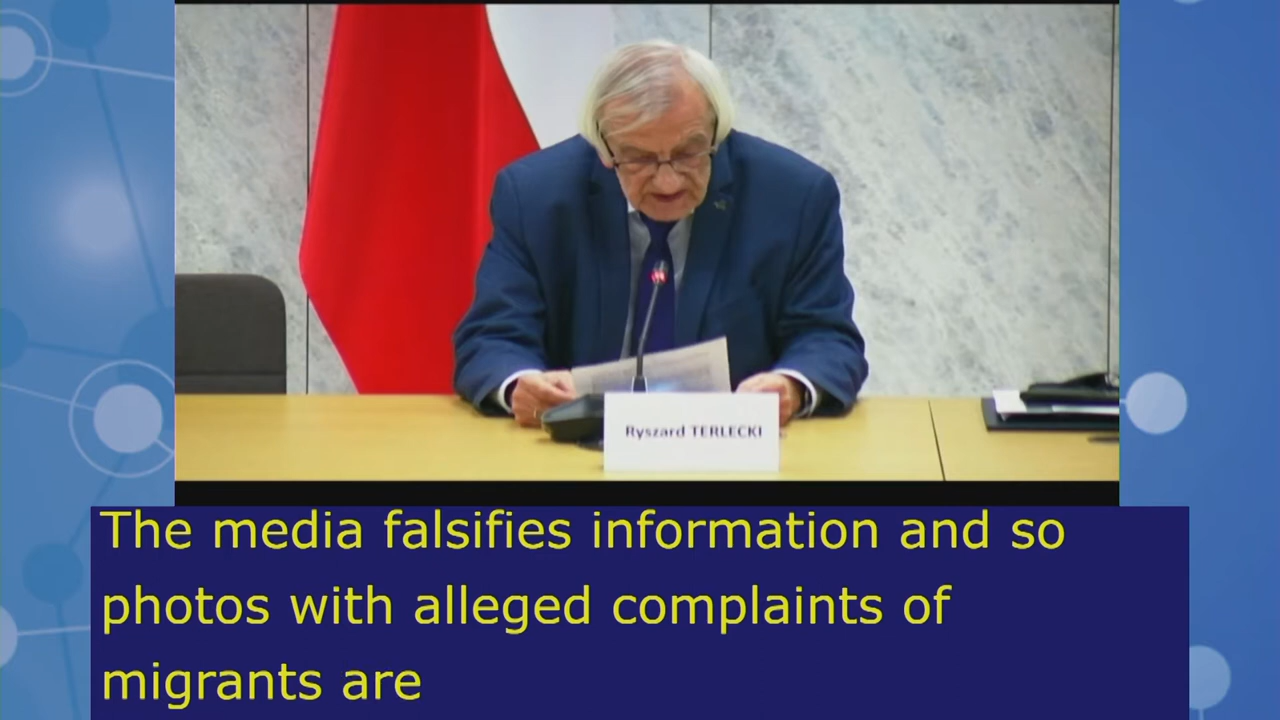 Ryszard TERLECKI
The media falsifies information and so
photos with alleged complaints of
migrants are